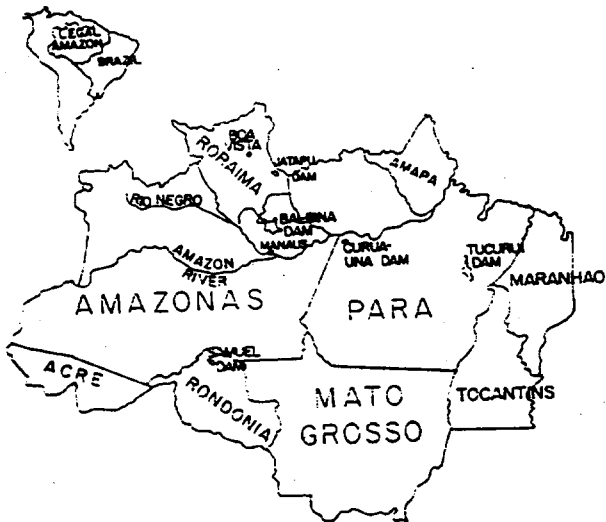 LEGAL
AMAZON
BRAZIL
BOA
VISTA
RORAIMA
JATAPU
DAM
AMAPA
RIO NEGRO
BALBINA
DAM
MANAUS
CURUA-
UNA DAM
TUCURUI
DAM
MARANHAO
AMAZON
RIVER
AMAZONAS
PARA
SAMUEL
DAM
ACRE
RONDONIA
MATO
GROSSO
TOCANTINS